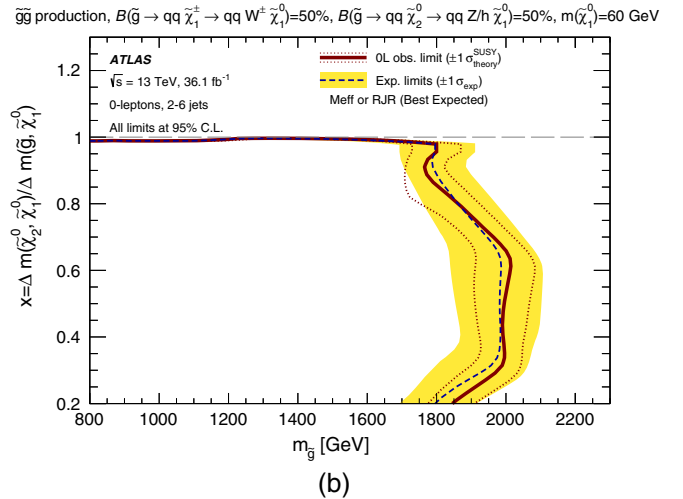 g̃g̃ production, B(g̃ → qq χ̃₁± → qq W± χ̃₁⁰)=50%, B(g̃ → qq χ̃₂⁰ → qq Z/h χ̃₁⁰)=50%, m(χ̃₁⁰)=60 GeV
ATLAS
√s = 13 TeV, 36.1 fb⁻¹
0-leptons, 2-6 jets
All limits at 95% C.L.
0L obs. limit (±1 σ^SUSY_theory)
Exp. limits (±1 σ_exp)
Meff or RJR (Best Expected)
x=Δ m(χ̃₂⁰, χ̃₁⁰)/Δ m(g̃, χ̃₁⁰)
1.2
1
0.8
0.6
0.4
0.2
800 1000 1200 1400 1600 1800 2000 2200
m_g̃ [GeV]
(b)